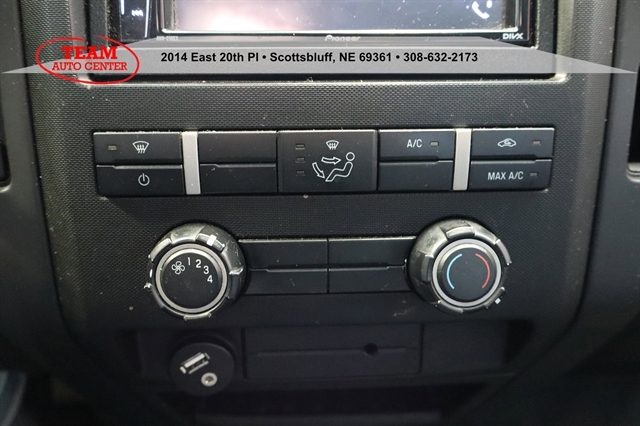 Pioneer
DIVX
TEAM
AUTO CENTER
2014 East 20th Pl • Scottsbluff, NE 69361 • 308-632-2173
A/C
MAX A/C
1 2 3 4